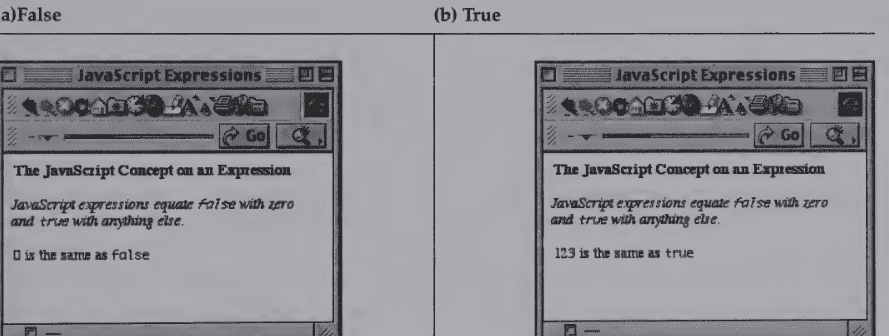 a)False
(b) True
JavaScript Expressions
Go
The JavaScript Concept on an Expression
JavaScript expressions equate false with zero
and true with anything else.
0 is the same as false
JavaScript Expressions
Go
The JavaScript Concept on an Expression
JavaScript expressions equate false with zero
and true with anything else.
123 is the same as true